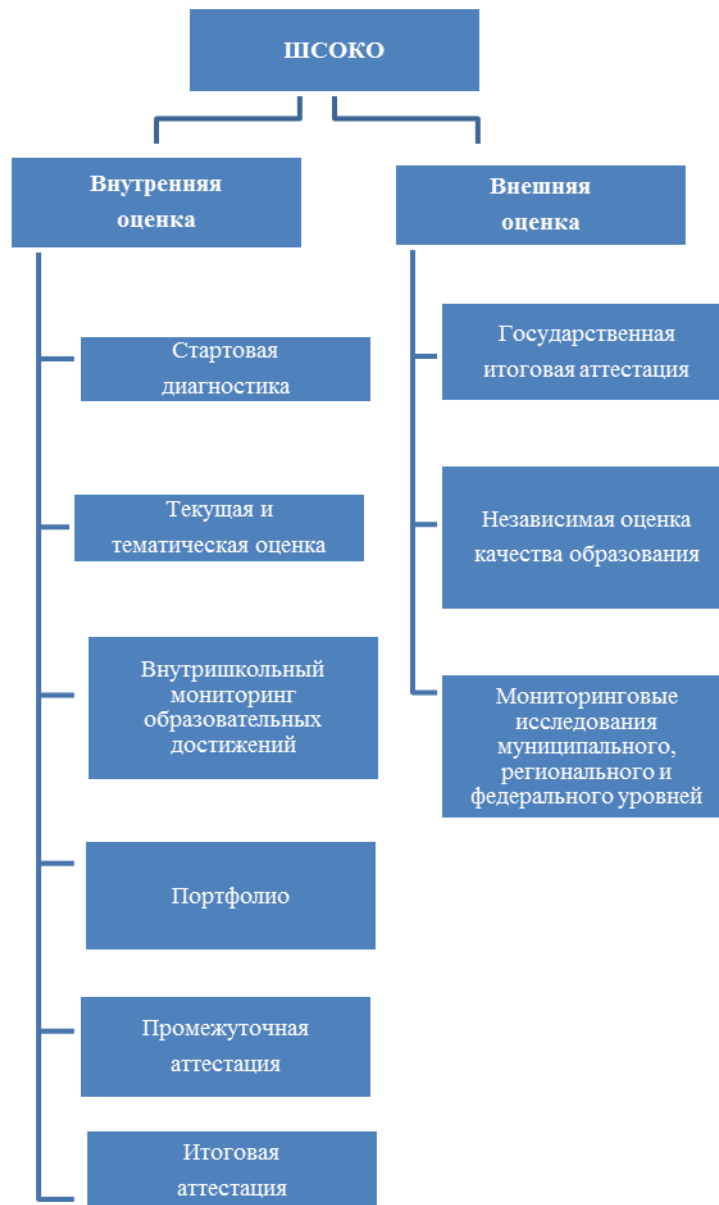 ШСОКО
Внутренняя
оценка
Внешняя
оценка
Стартовая
диагностика
Текущая и
тематическая оценка
Внутришкольный
мониторинг
образовательных
достижений
Портфолио
Промежуточная
аттестация
Итоговая
аттестация
Государственная
итоговая аттестация
Независимая оценка
качества образования
Мониторинговые
исследования
муниципального,
регионального и
федерального уровней